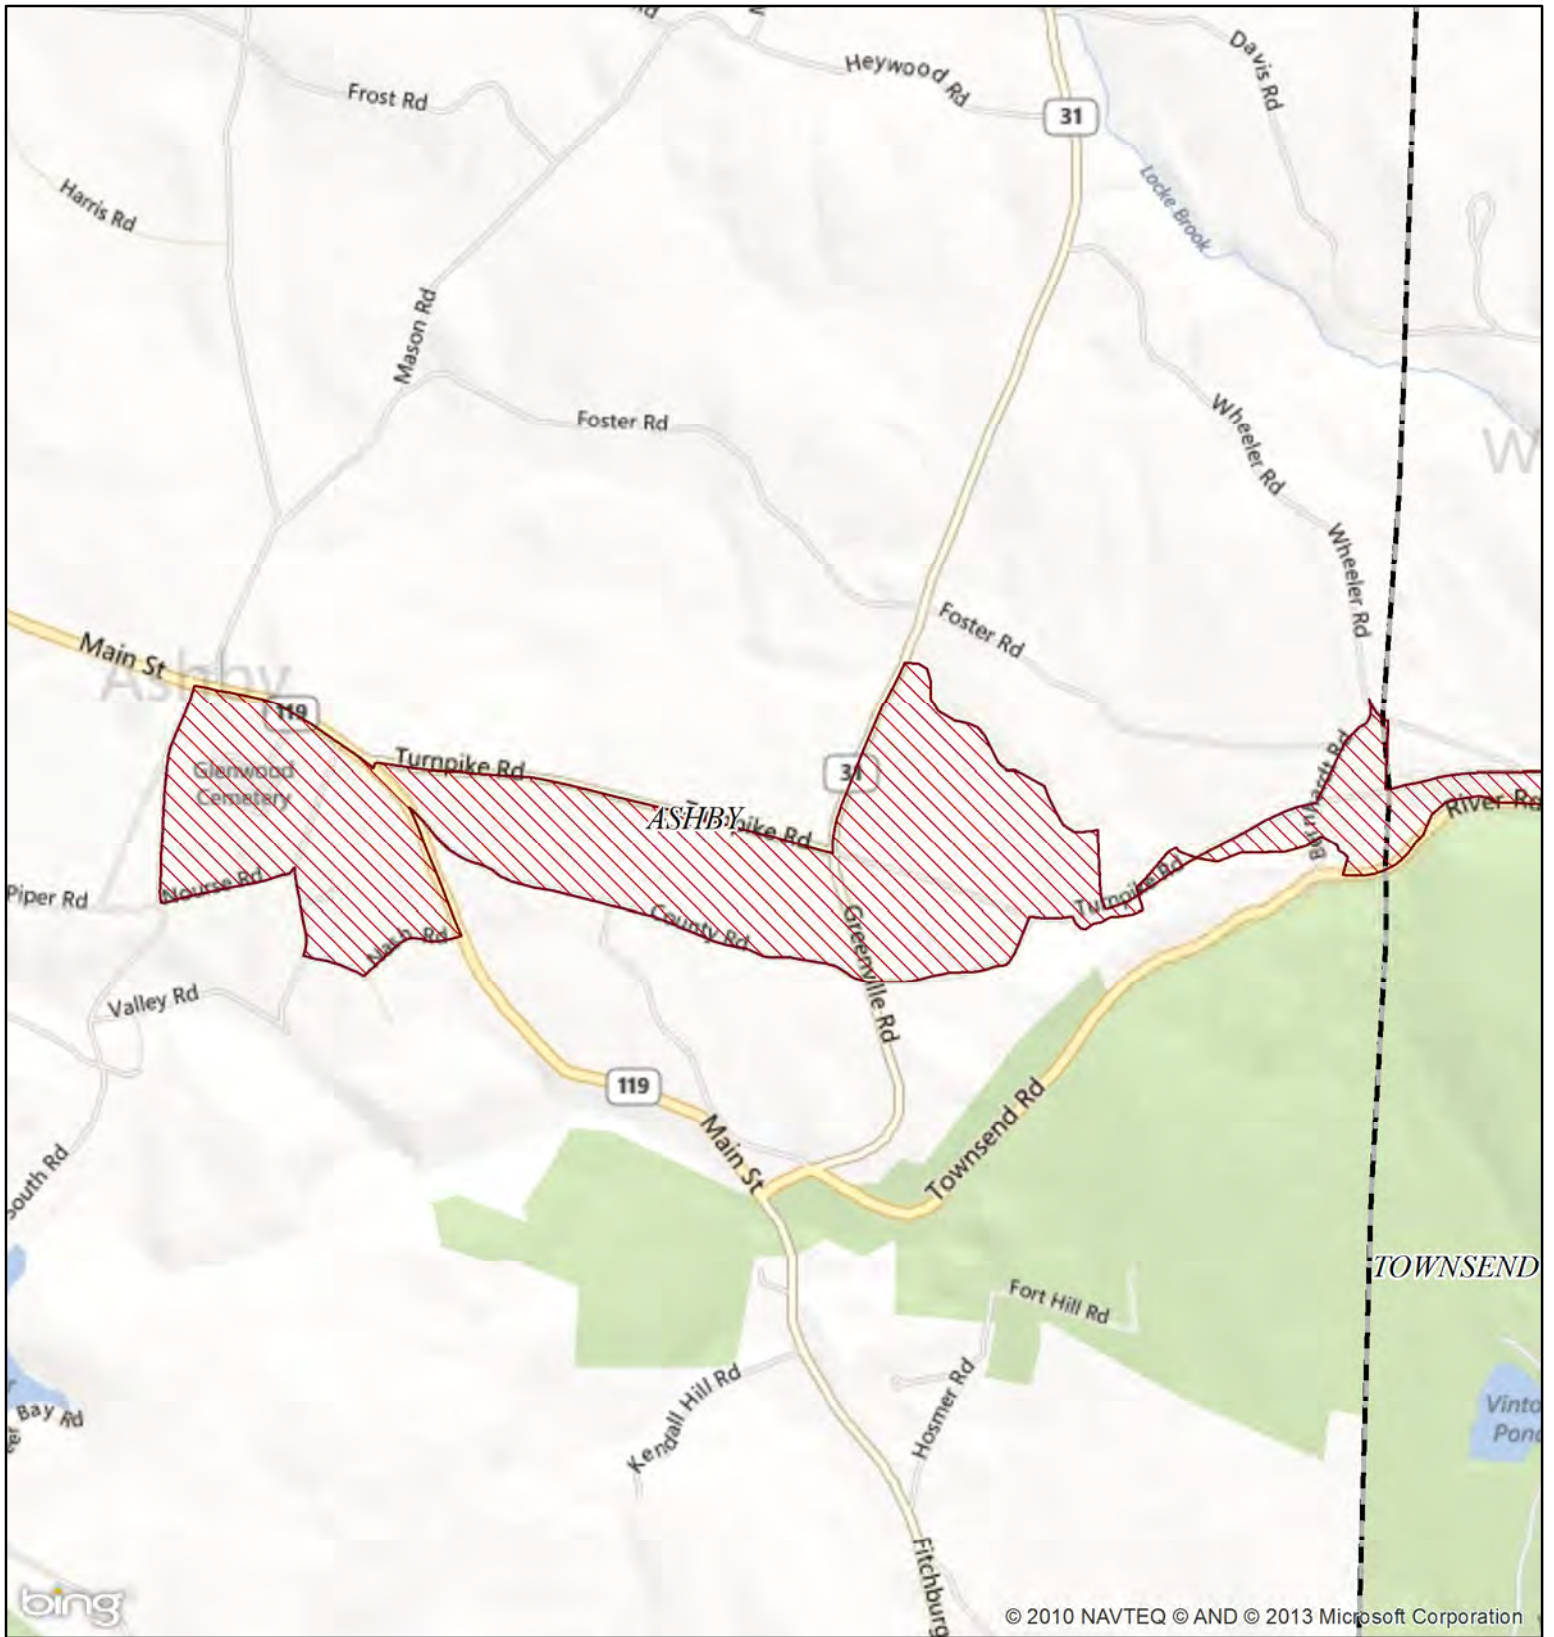 Heywood Rd
Davis Rd
Frost Rd
31
Harris Rd
Locke Brook
Mason Rd
Foster Rd
Wheeler Rd
Wheeler Rd
Foster Rd
Main St
Ashby
119
Turnpike Rd
31
Glenwood
Cemetery
ASHBY
pike Rd
River Rd
Turnpike Rd
Piper Rd
Nourse Rd
County Rd
Nash Rd
Greenville Rd
Valley Rd
119
Main St
Townsend Rd
South Rd
TOWNSEND
Fort Hill Rd
Kendall Hill Rd
Hosmer Rd
Bay Rd
Fitchburg
bing
© 2010 NAVTEQ © AND © 2013 Microsoft Corporation